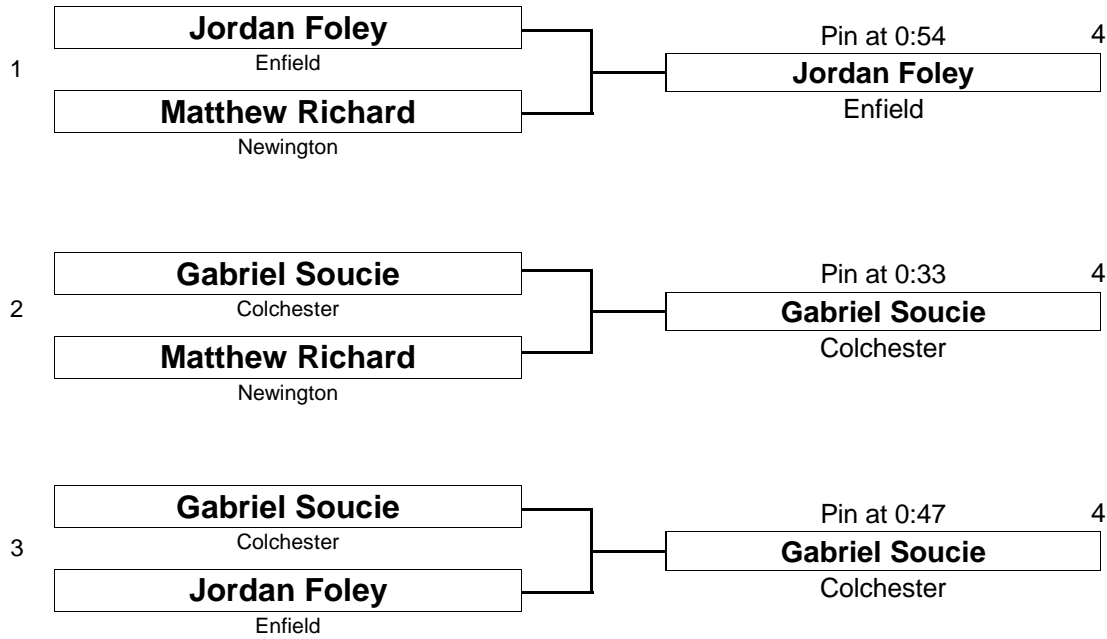 Jordan Foley
Enfield
1
Matthew Richard
Newington
Pin at 0:54 4
Jordan Foley
Enfield
Gabriel Soucie
Colchester
2
Matthew Richard
Newington
Pin at 0:33 4
Gabriel Soucie
Colchester
Gabriel Soucie
Colchester
3
Jordan Foley
Enfield
Pin at 0:47 4
Gabriel Soucie
Colchester